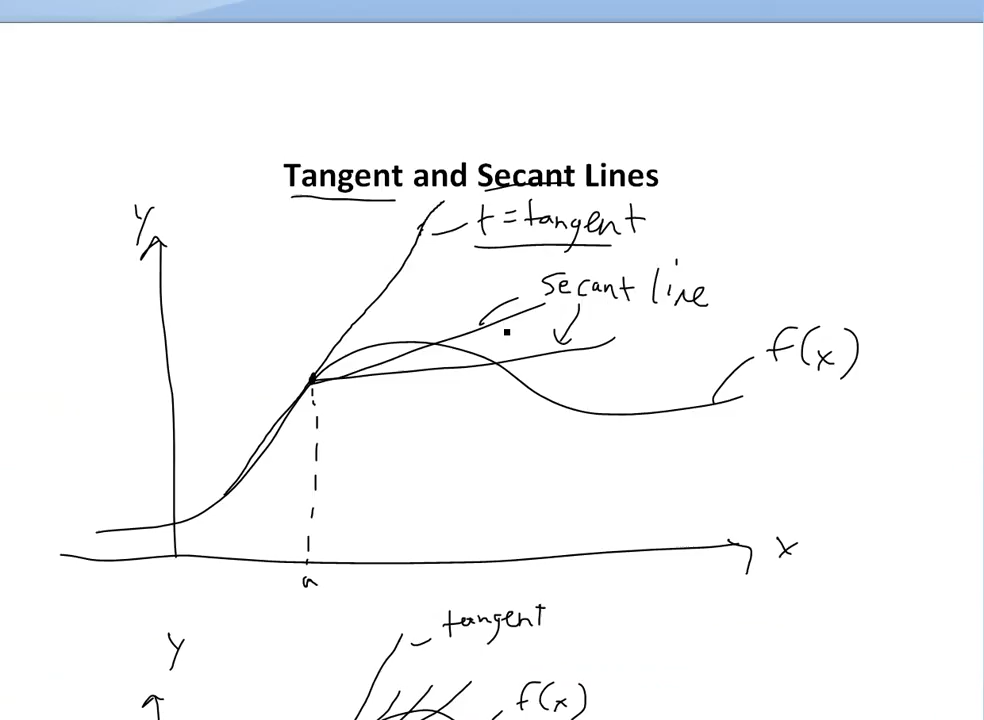 Tangent and Secant Lines
y
t = tangent
secant line
f(x)
x
a
tangent
y
f(x)